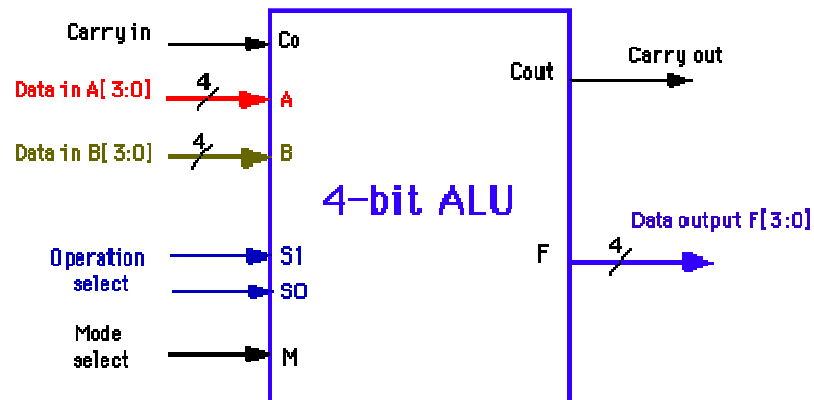 Carry in
Co
Carry out
Cout
Data in A[3:0]
4
A
Data in B[3:0]
4
B
4-bit ALU
Data output F[3:0]
4
F
Operation
select
S1
S0
Mode
select
M